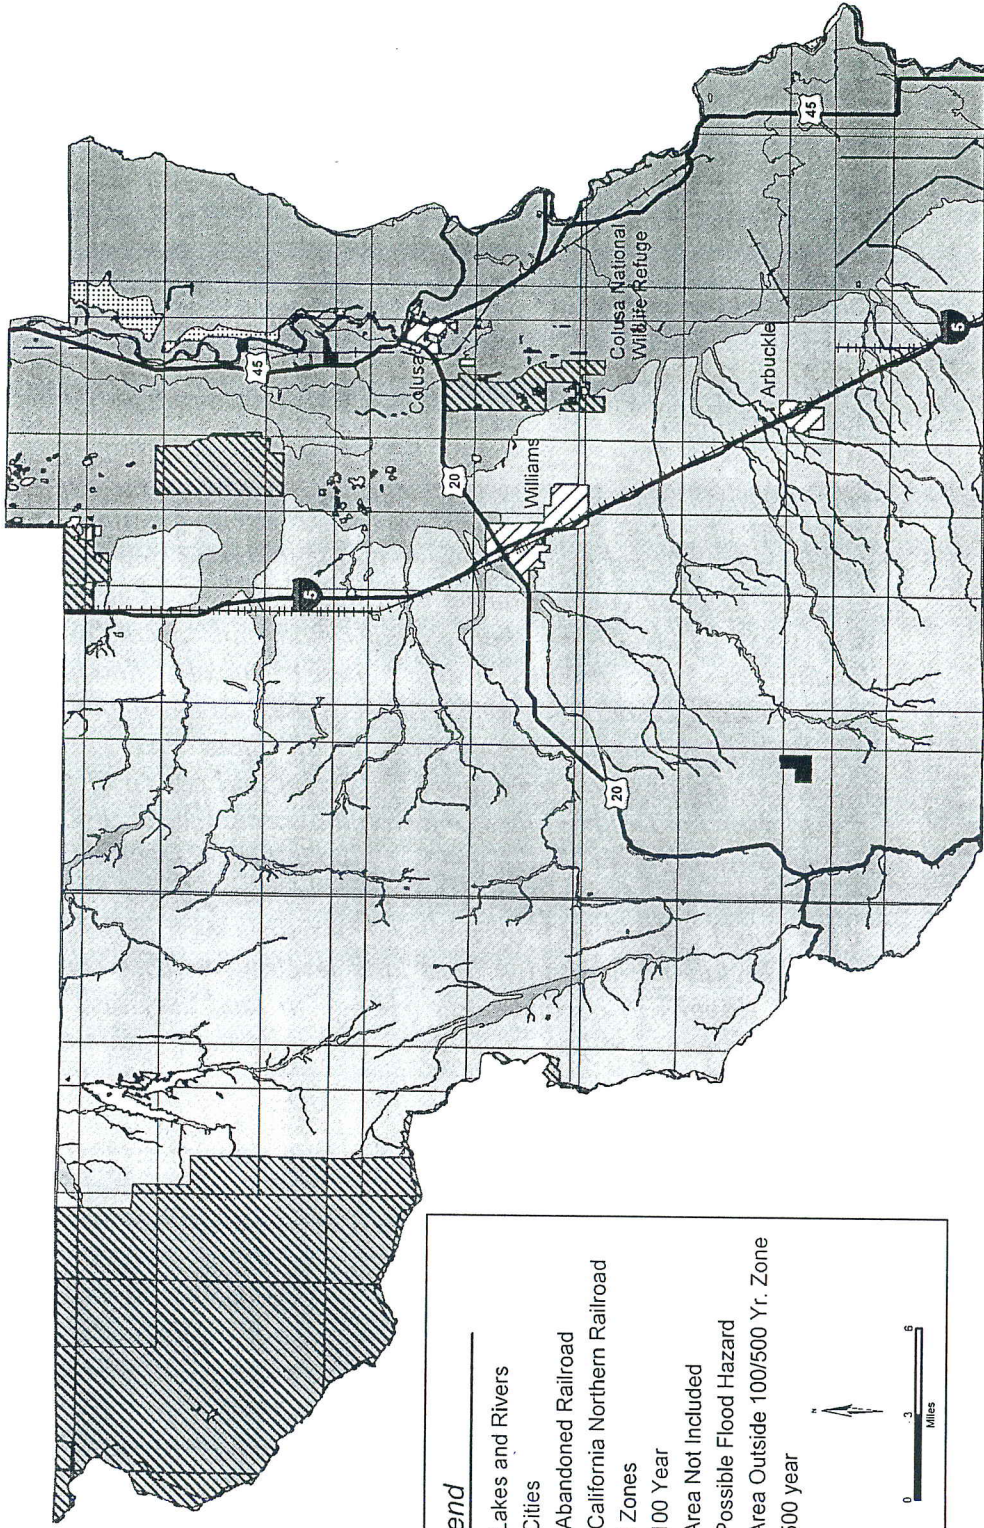 45
45
Colusa
20
Williams
Colusa National
Wildlife Refuge
5
Arbuckle
5
20
end
Lakes and Rivers
Cities
Abandoned Railroad
California Northern Railroad
Zones
100 Year
Area Not Included
Possible Flood Hazard
Area Outside 100/500 Yr. Zone
500 year
N
0
3
6
Miles